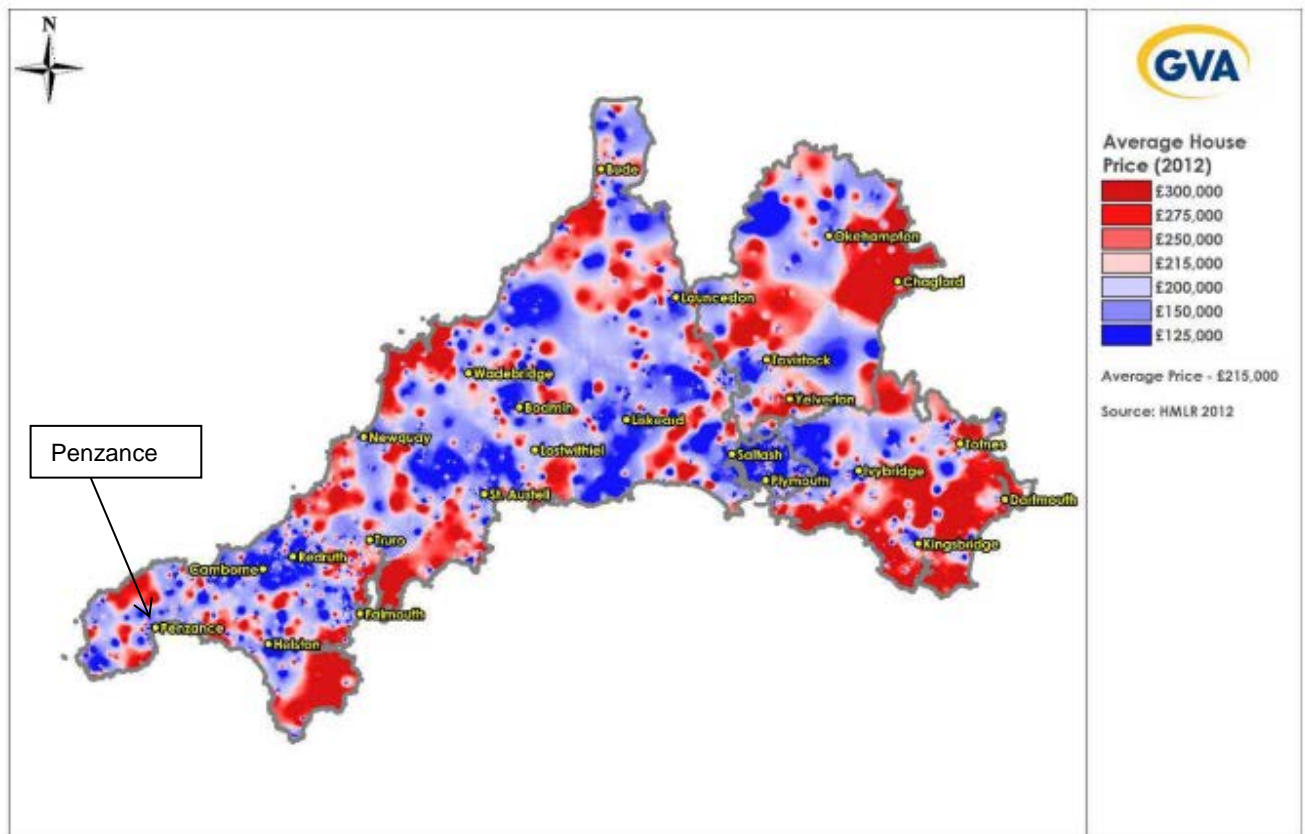 N
GVA
Average House
Price (2012)
£300,000
£275,000
£250,000
£215,000
£200,000
£150,000
£125,000
Average Price - £215,000
Source: HMLR 2012
Bude
Okehampton
Chagford
Launceston
Tavistock
Wadebridge
Yelverton
Bodmin
Liskeard
Newquay
Lostwithiel
Saltash
Totnes
Ivybridge
Plymouth
Penzance
St. Austell
Dartmouth
Truro
Kingsbridge
Redruth
Camborne
Falmouth
Penzance
Helston